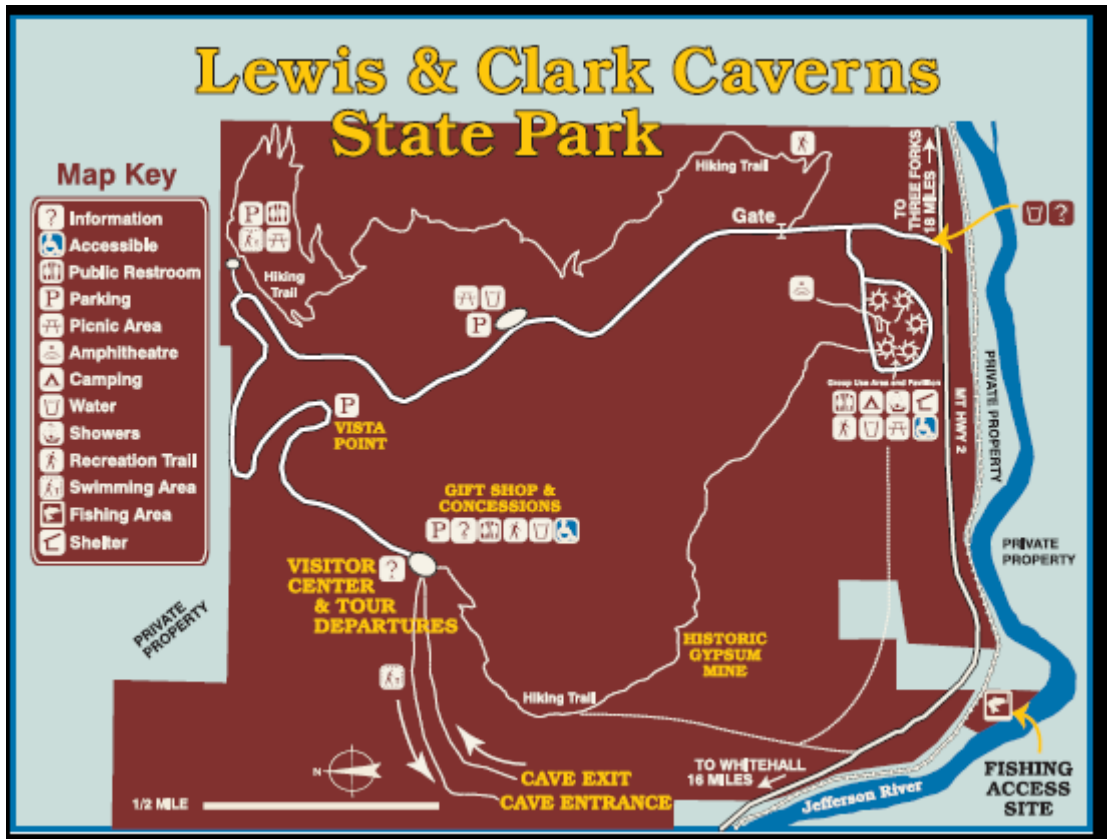 Lewis & Clark Caverns
State Park
Map Key
? Information
Accessible
Public Restroom
P Parking
Picnic Area
Amphitheatre
Camping
Water
Showers
Recreation Trail
Swimming Area
Fishing Area
Shelter
Hiking Trail
Gate
TO
THREE FORKS
18 MILES
?
P
Hiking
Trail
P
P
VISTA
POINT
Group Use Area and Pavilion
MT HWY 2
PRIVATE PROPERTY
PRIVATE
PROPERTY
GIFT SHOP &
CONCESSIONS
P ?
VISITOR
CENTER
& TOUR
DEPARTURES
?
PRIVATE
PROPERTY
HISTORIC
GYPSUM
MINE
Hiking Trail
TO WHITEHALL
16 MILES
CAVE EXIT
CAVE ENTRANCE
N
1/2 MILE
Jefferson River
FISHING
ACCESS
SITE